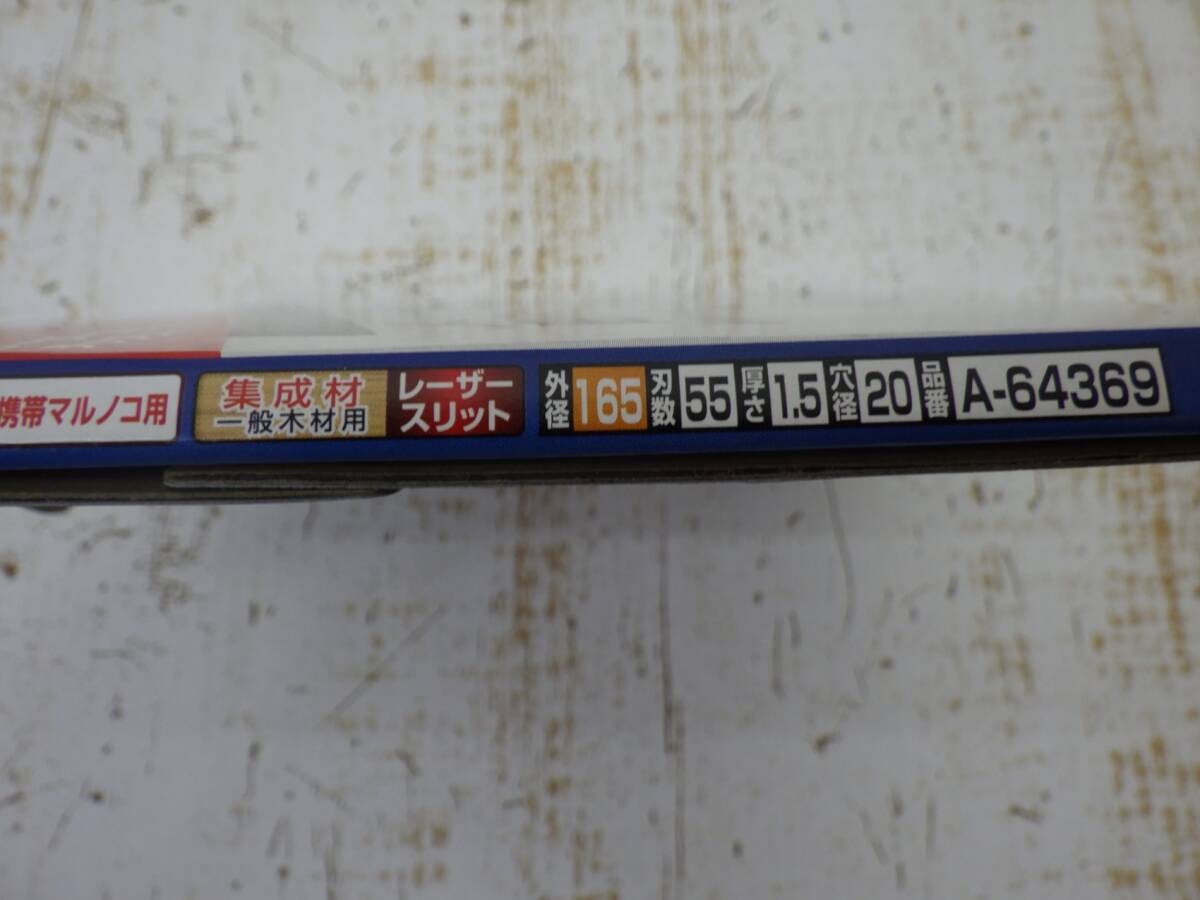 携帯マルノコ用
集成材
一般木材用
レーザー
スリット
外径 165 刃数 55 厚さ 1.5 穴径 20 品番 A-64369